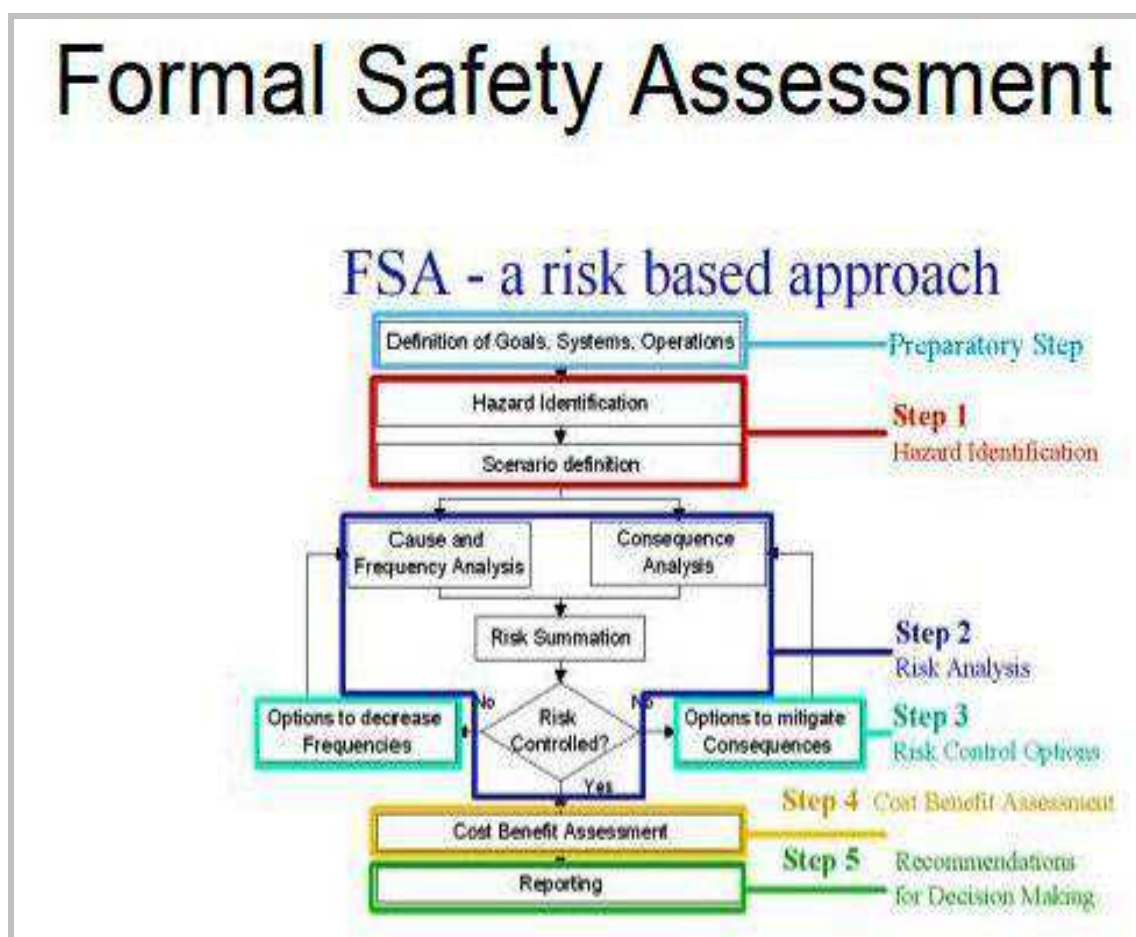 Formal Safety Assessment
FSA - a risk based approach
Definition of Goals, Systems, Operations
Preparatory Step
Hazard Identification
Step 1
Hazard Identification
Scenario definition
Cause and
Frequency Analysis
Consequence
Analysis
Risk Summation
Step 2
Risk Analysis
No
No
Options to decrease
Frequencies
Risk
Controlled?
Options to mitigate
Consequences
Step 3
Risk Control Options
Yes
Step 4 Cost Benefit Assessment
Cost Benefit Assessment
Step 5 Recommendations
for Decision Making
Reporting